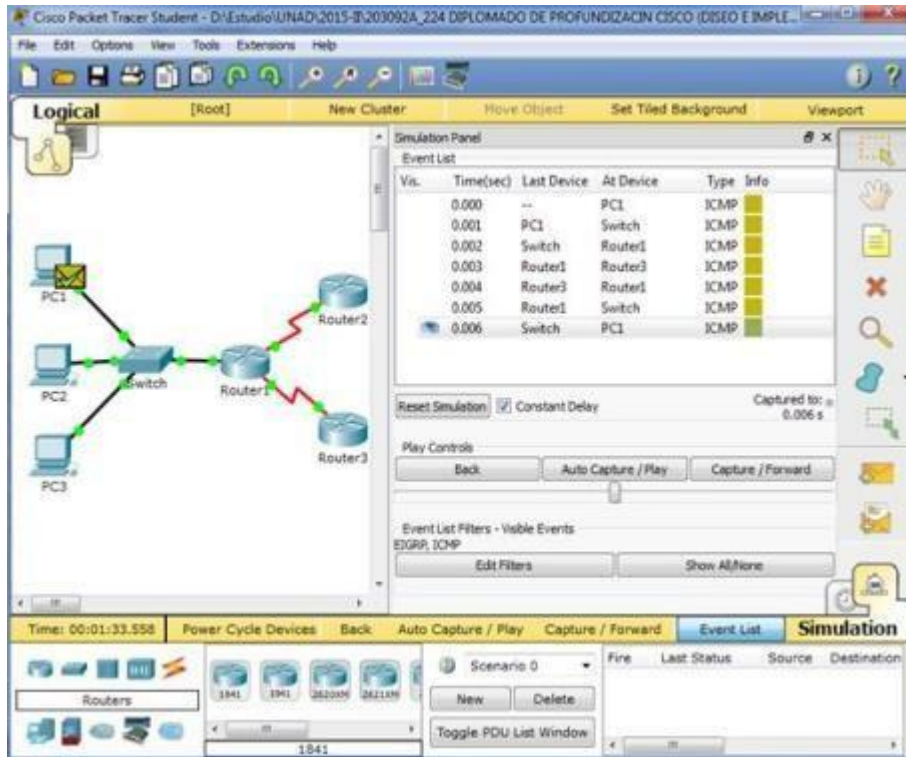 Cisco Packet Tracer Student - D:\Estudio\UNAD\2015-II\203092A_224 DIPLOMADO DE PROFUNDIZACIN CISCO (DISEO E IMPLE...
File Edit Options View Tools Extensions Help
Logical [Root] New Cluster Move Object Set Tiled Background Viewport
Simulation Panel
Event List
Vis. Time(sec) Last Device At Device Type Info
0.000 -- PC1 ICMP
0.001 PC1 Switch ICMP
0.002 Switch Router1 ICMP
0.003 Router1 Router3 ICMP
0.004 Router3 Router1 ICMP
0.005 Router1 Switch ICMP
0.006 Switch PC1 ICMP
PC1
Router2
Switch
PC2
Router1
Router3
PC3
Reset Simulation Constant Delay Captured to:
0.006 s
Play Controls
Back Auto Capture / Play Capture / Forward
Event List Filters - Visible Events
EIGRP, ICMP
Edit Filters Show All/None
Time: 00:01:33.558 Power Cycle Devices Back Auto Capture / Play Capture / Forward Event List Simulation
Routers
1841 1941 2620XM 2621XM
1841
Scenario 0
New Delete
Toggle PDU List Window
Fire Last Status Source Destination